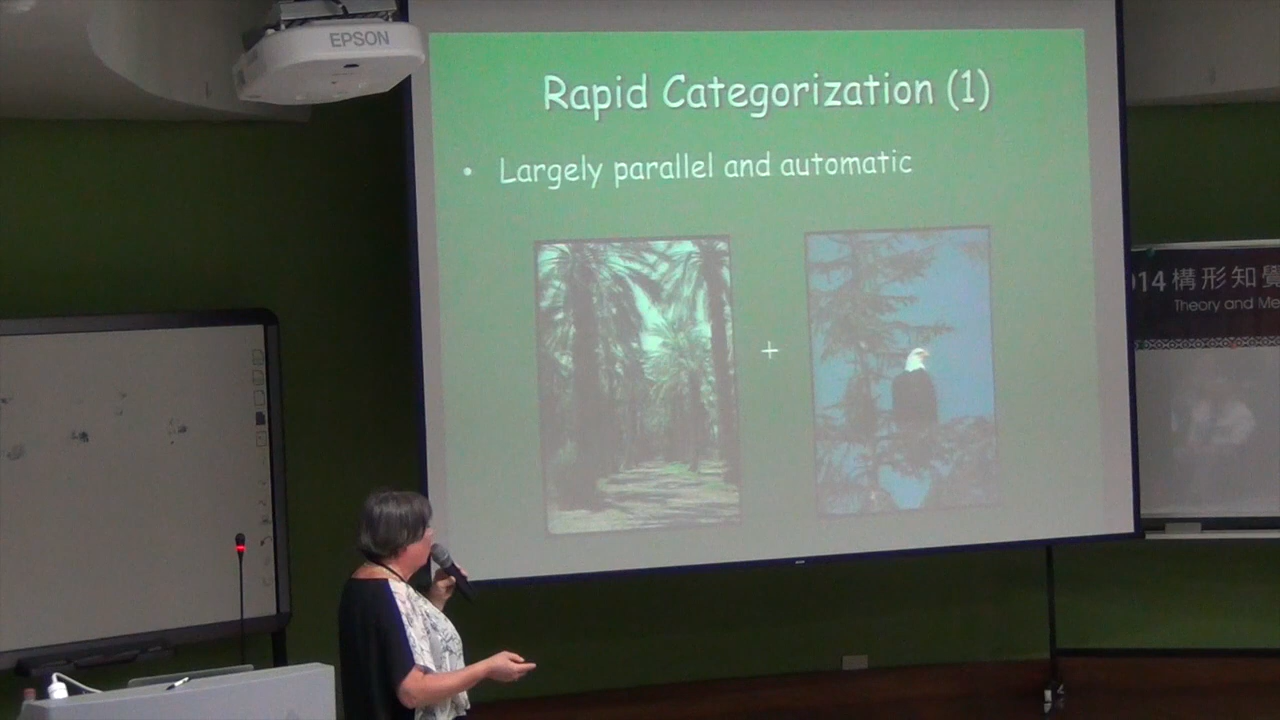 EPSON
Rapid Categorization (1)
• Largely parallel and automatic
+
014 構形知覺
Theory and Me